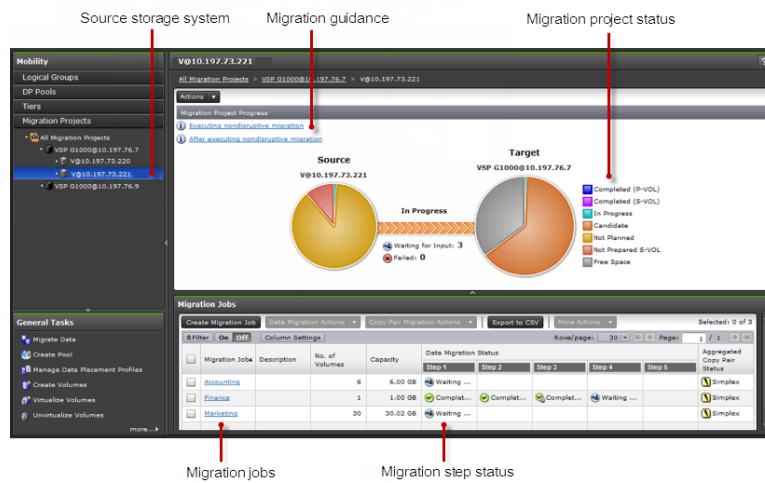 Source storage system
Migration guidance
Migration project status
Mobility
Logical Groups
DP Pools
Tiers
Migration Projects
All Migration Projects
VSP G1000@10.197.76.7
V@10.197.73.220
V@10.197.73.221
VSP G1000@10.197.76.9
General Tasks
Migrate Data
Create Pool
Manage Data Placement Profiles
Create Volumes
Virtualize Volumes
Unvirtualize Volumes
more...
V@10.197.73.221
All Migration Projects > VSP G1000@10.197.76.7 > V@10.197.73.221
Actions
Migration Project Progress
Executing nondisruptive migration
After executing nondisruptive migration
Source
V@10.197.73.221
In Progress
Waiting for Input: 3
Failed: 0
Target
VSP G1000@10.197.76.7
Completed (P-VOL)
Completed (S-VOL)
In Progress
Candidate
Not Planned
Not Prepared S-VOL
Free Space
Migration Jobs
Create Migration Job Data Migration Actions Copy Pair Migration Actions Export to CSV More Actions Selected: 0 of 3
Filter On Off Column Settings Rows/page: 30 Page: 1 / 1
Migration Jobs Description No. of Volumes Capacity Data Migration Status Aggregated Copy Pair Status
Step 1 Step 2 Step 3 Step 4 Step 5
Accounting 6 6.00 GB Waiting ... Simplex
Finance 1 1.00 GB Complet... Complet... Complet... Waiting ... Simplex
Marketing 30 30.02 GB Waiting ... Simplex
Migration jobs
Migration step status